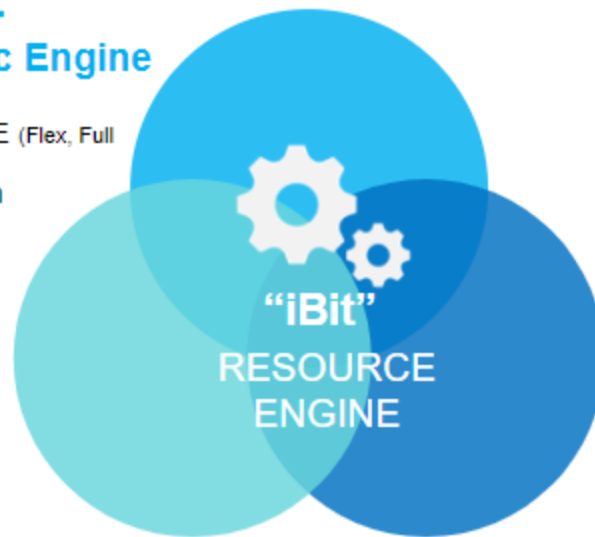 c Engine
E (Flex, Full
“iBit”
RESOURCE
ENGINE